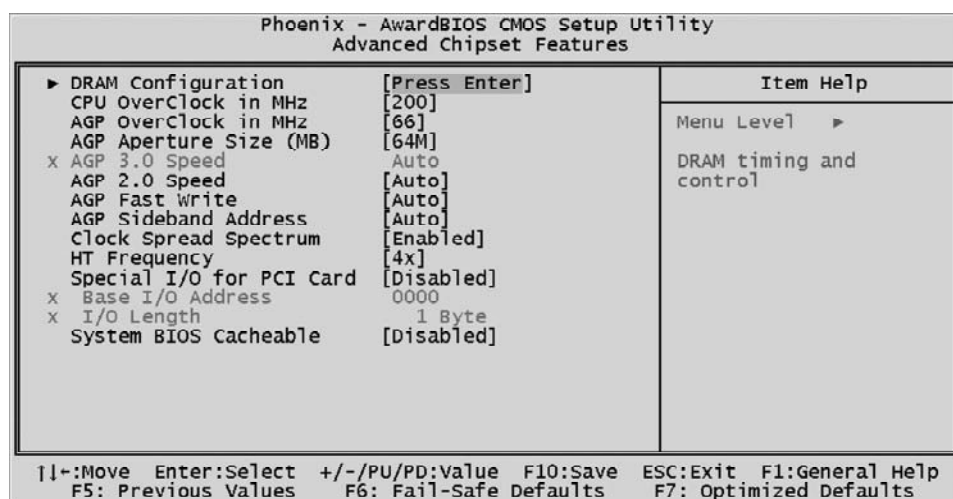 Phoenix - AwardBIOS CMOS Setup Utility
Advanced Chipset Features
► DRAM Configuration [Press Enter]
CPU OverClock in MHz [200]
AGP OverClock in MHz [66]
AGP Aperture Size (MB) [64M]
x AGP 3.0 Speed Auto
AGP 2.0 Speed [Auto]
AGP Fast Write [Auto]
AGP Sideband Address [Auto]
Clock Spread Spectrum [Enabled]
HT Frequency [4x]
Special I/O for PCI Card [Disabled]
x Base I/O Address 0000
x I/O Length 1 Byte
System BIOS Cacheable [Disabled]
Item Help
Menu Level ►
DRAM timing and
control
↑↓←:Move Enter:Select +/-/PU/PD:Value F10:Save ESC:Exit F1:General Help
F5: Previous Values F6: Fail-Safe Defaults F7: Optimized Defaults